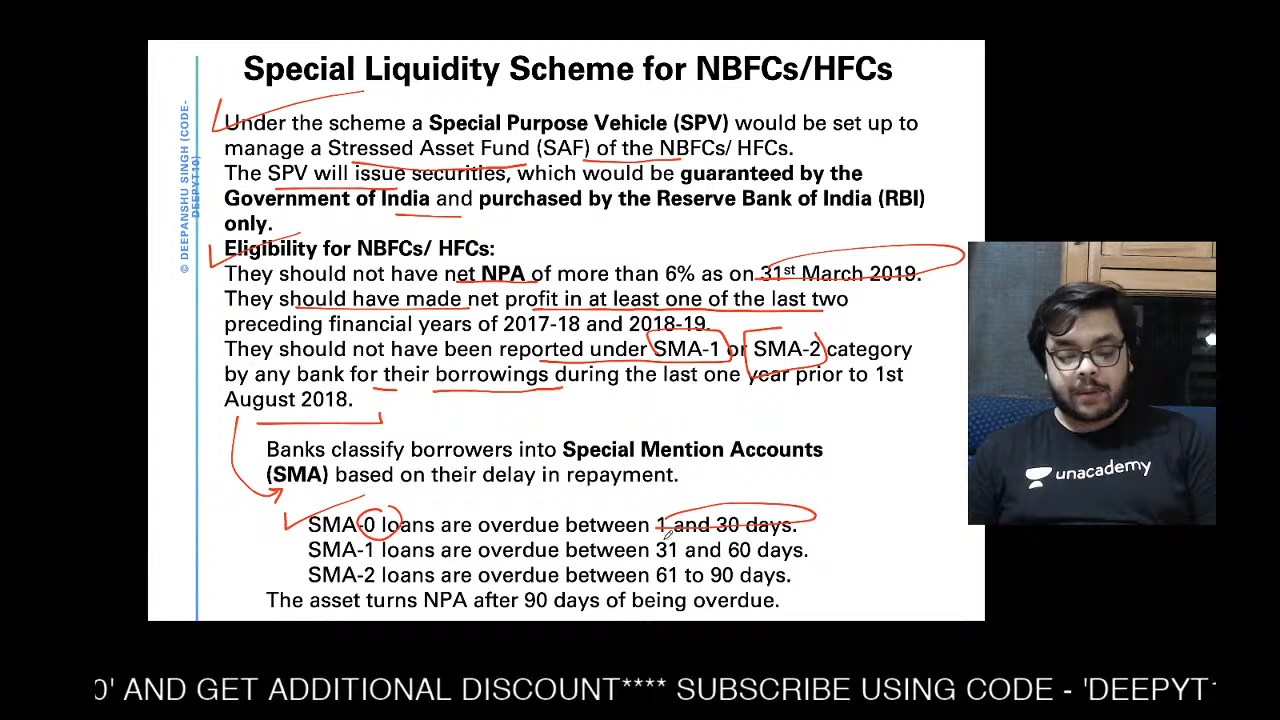 Special Liquidity Scheme for NBFCs/HFCs
© DEEPANSHU SINGH (CODE-
DEEPYT10)
Under the scheme a Special Purpose Vehicle (SPV) would be set up to
manage a Stressed Asset Fund (SAF) of the NBFCs/ HFCs.
The SPV will issue securities, which would be guaranteed by the
Government of India and purchased by the Reserve Bank of India (RBI)
only.
Eligibility for NBFCs/ HFCs:
They should not have net NPA of more than 6% as on 31st March 2019.
They should have made net profit in at least one of the last two
preceding financial years of 2017-18 and 2018-19.
They should not have been reported under SMA-1 or SMA-2 category
by any bank for their borrowings during the last one year prior to 1st
August 2018.
Banks classify borrowers into Special Mention Accounts
(SMA) based on their delay in repayment.
SMA-0 loans are overdue between 1 and 30 days.
SMA-1 loans are overdue between 31 and 60 days.
SMA-2 loans are overdue between 61 to 90 days.
The asset turns NPA after 90 days of being overdue.
unacademy
0' AND GET ADDITIONAL DISCOUNT**** SUBSCRIBE USING CODE - 'DEEPYT